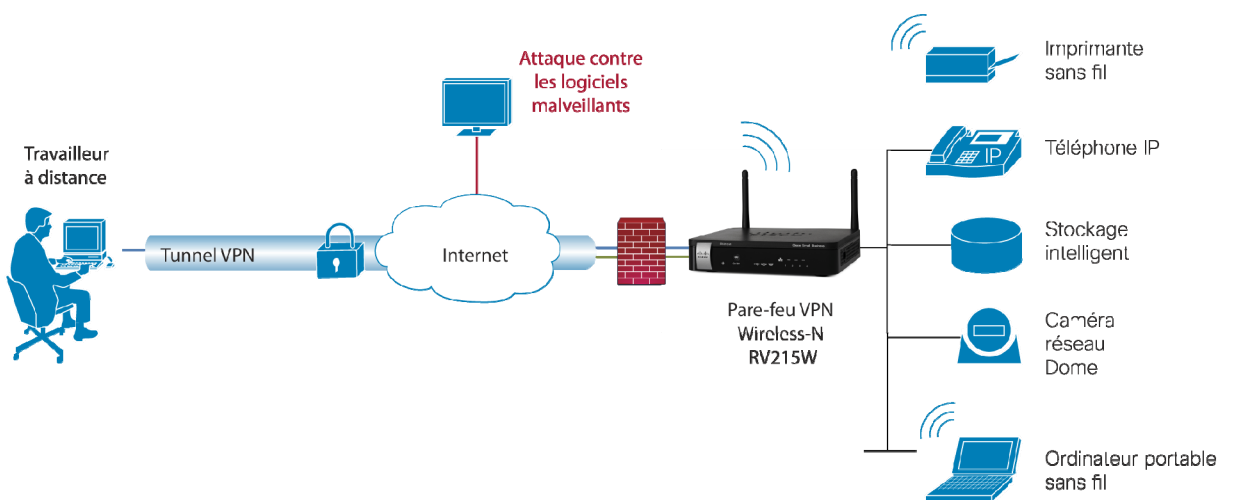 Attaque contre
les logiciels
malveillants
Travailleur
à distance
Tunnel VPN
Internet
Pare-feu VPN
Wireless-N
RV215W
Imprimante
sans fil
IP
Téléphone IP
Stockage
intelligent
Caméra
réseau
Dome
Ordinateur portable
sans fil